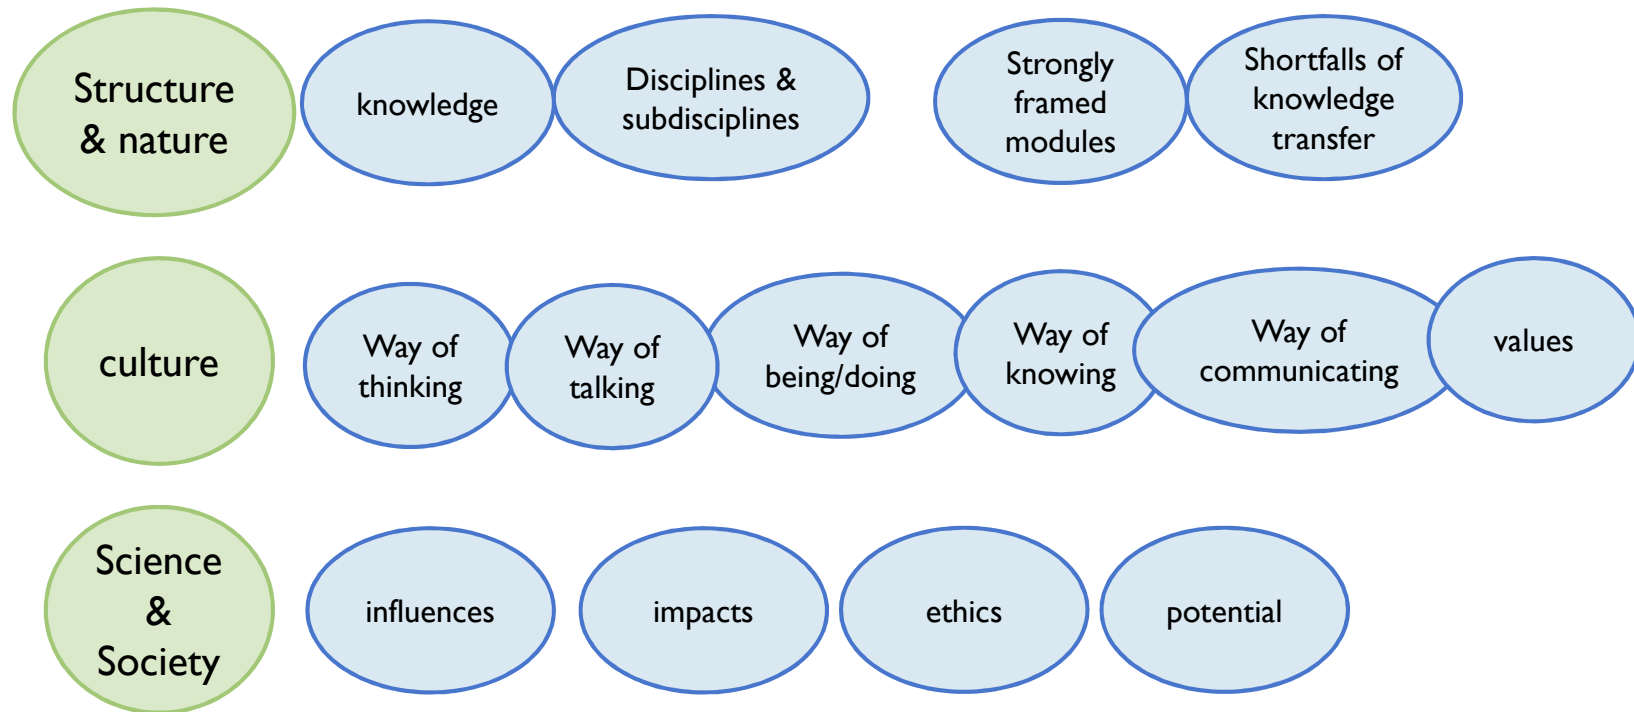 Structure
& nature
knowledge
Disciplines &
subdisciplines
Strongly
framed
modules
Shortfalls of
knowledge
transfer
culture
Way of
thinking
Way of
talking
Way of
being/doing
Way of
knowing
Way of
communicating
values
Science
&
Society
influences
impacts
ethics
potential